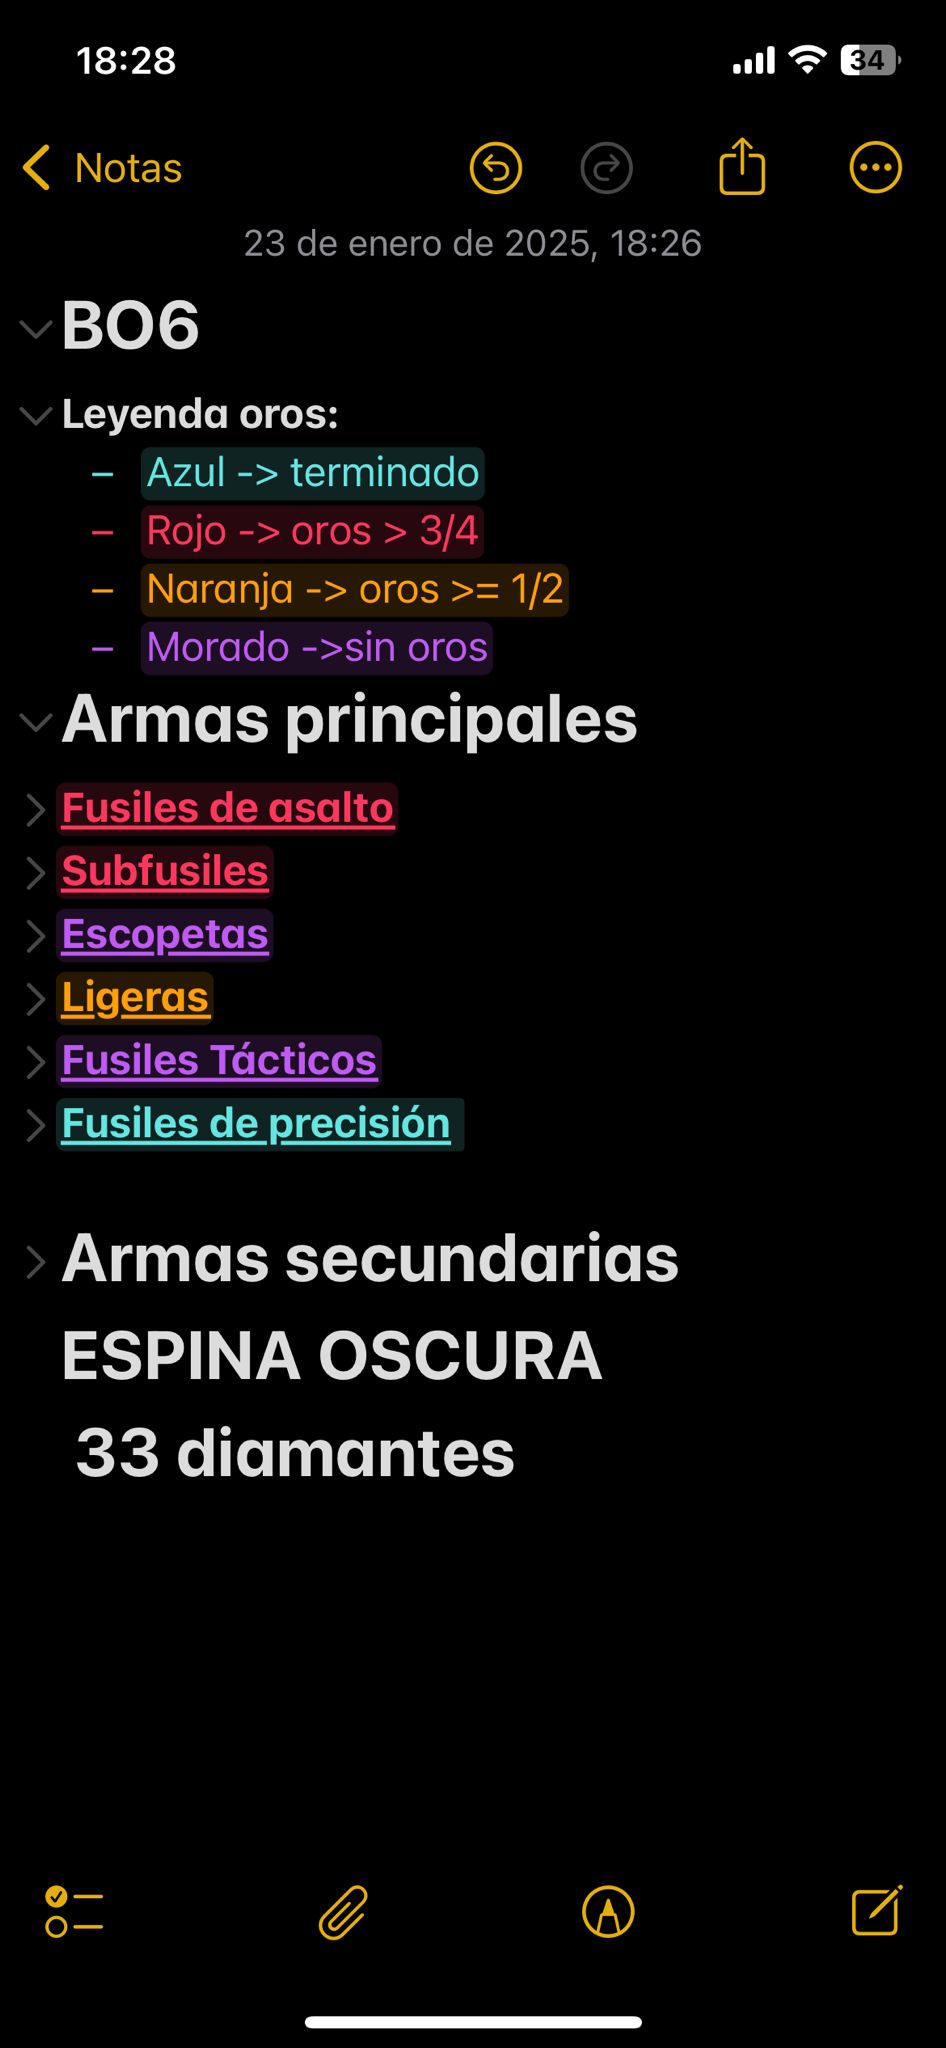 18:28
34
Notas
23 de enero de 2025, 18:26
BO6
Leyenda oros:
– Azul -> terminado
– Rojo -> oros > 3/4
– Naranja -> oros >= 1/2
– Morado ->sin oros
Armas principales
Fusiles de asalto
Subfusiles
Escopetas
Ligeras
Fusiles Tácticos
Fusiles de precisión
Armas secundarias
ESPINA OSCURA
33 diamantes